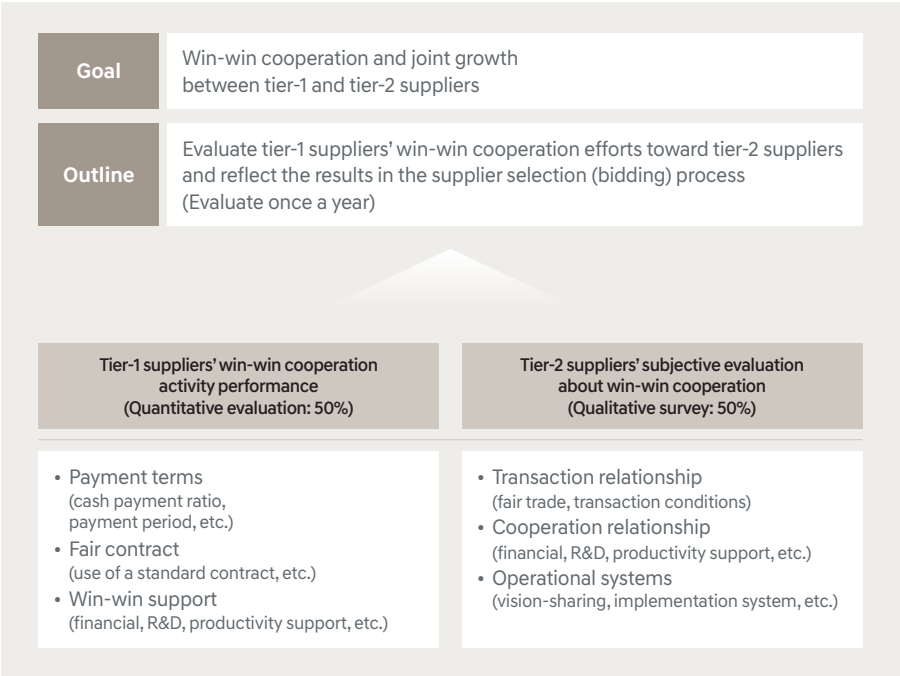 Goal
Win-win cooperation and joint growth
between tier-1 and tier-2 suppliers
Outline
Evaluate tier-1 suppliers’ win-win cooperation efforts toward tier-2 suppliers
and reflect the results in the supplier selection (bidding) process
(Evaluate once a year)
Tier-1 suppliers’ win-win cooperation
activity performance
(Quantitative evaluation: 50%)
• Payment terms
(cash payment ratio,
payment period, etc.)
• Fair contract
(use of a standard contract, etc.)
• Win-win support
(financial, R&D, productivity support, etc.)
Tier-2 suppliers’ subjective evaluation
about win-win cooperation
(Qualitative survey: 50%)
• Transaction relationship
(fair trade, transaction conditions)
• Cooperation relationship
(financial, R&D, productivity support, etc.)
• Operational systems
(vision-sharing, implementation system, etc.)